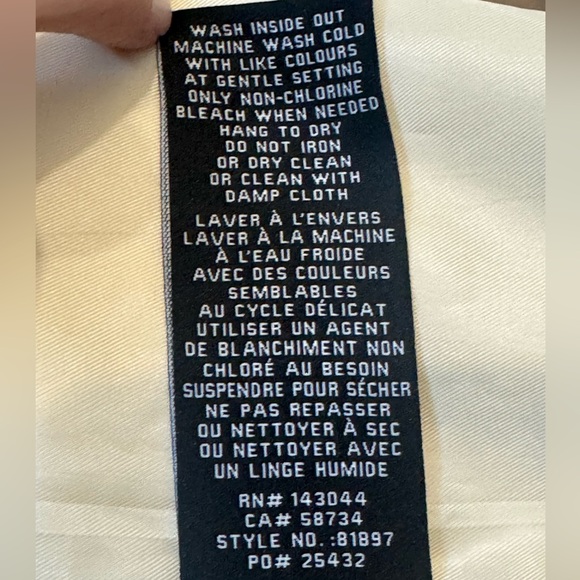 WASH INSIDE OUT
MACHINE WASH COLD
WITH LIKE COLOURS
AT GENTLE SETTING
ONLY NON-CHLORINE
BLEACH WHEN NEEDED
HANG TO DRY
DO NOT IRON
OR DRY CLEAN
OR CLEAN WITH
DAMP CLOTH
LAVER À L'ENVERS
LAVER À LA MACHINE
À L'EAU FROIDE
AVEC DES COULEURS
SEMBLABLES
AU CYCLE DÉLICAT
UTILISER UN AGENT
DE BLANCHIMENT NON
CHLORÉ AU BESOIN
SUSPENDRE POUR SÉCHER
NE PAS REPASSER
OU NETTOYER À SEC
OU NETTOYER AVEC
UN LINGE HUMIDE
RN# 143044
CA# 58734
STYLE NO.:81897
PO# 25432